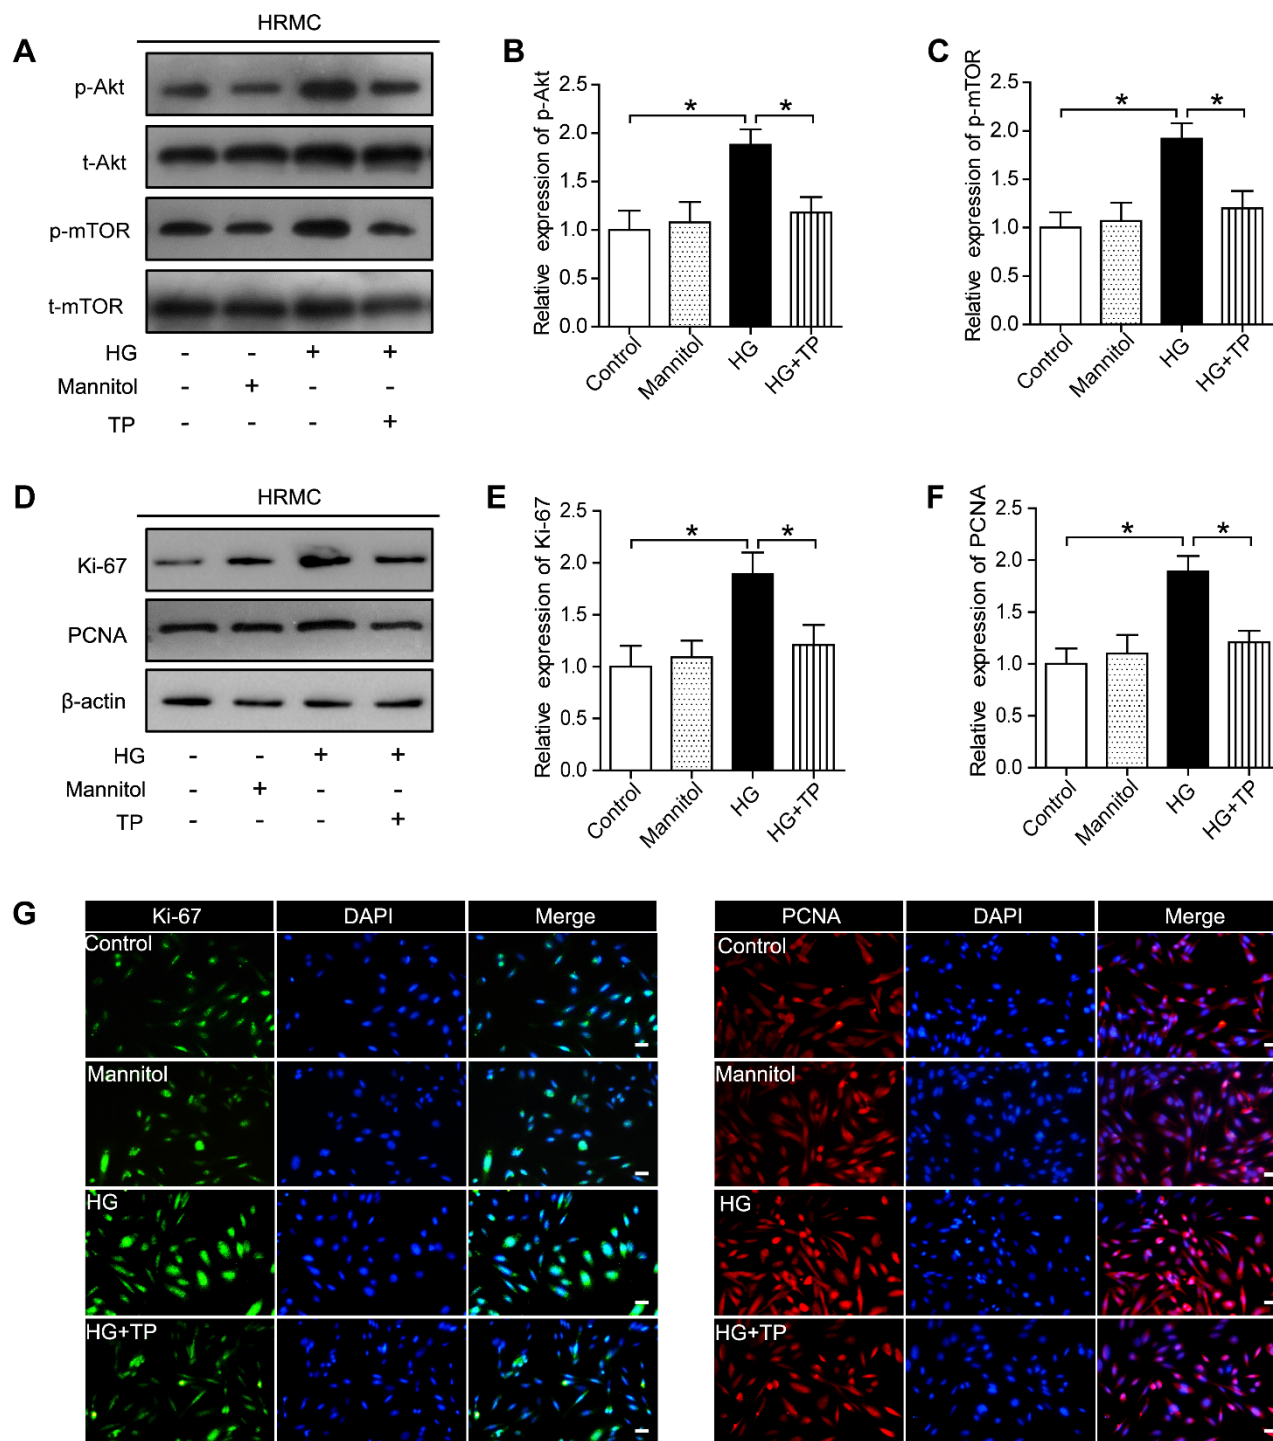 A
HRMC
p-Akt
t-Akt
p-mTOR
t-mTOR
HG - - + +
Mannitol - + - -
TP - - - +
B
Relative expression of p-Akt
2.5
2.0
1.5
1.0
0.5
0.0
* *
Control Mannitol HG HG+TP
C
Relative expression of p-mTOR
2.5
2.0
1.5
1.0
0.5
0.0
* *
Control Mannitol HG HG+TP
D
HRMC
Ki-67
PCNA
β-actin
HG - - + +
Mannitol - + - -
TP - - - +
E
Relative expression of Ki-67
2.5
2.0
1.5
1.0
0.5
0.0
* *
Control Mannitol HG HG+TP
F
Relative expression of PCNA
2.5
2.0
1.5
1.0
0.5
0.0
* *
Control Mannitol HG HG+TP
G
Ki-67 DAPI Merge
Control
Mannitol
HG
HG+TP
PCNA DAPI Merge
Control
Mannitol
HG
HG+TP